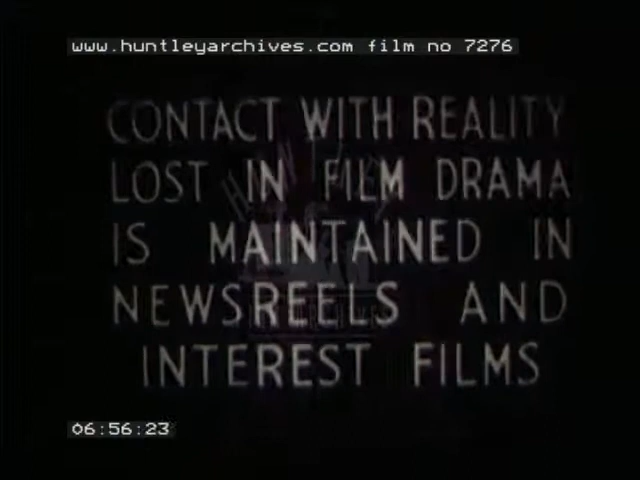 www.huntleyarchives.com film no 7276
CONTACT WITH REALITY
LOST IN FILM DRAMA
IS MAINTAINED IN
NEWSREELS AND
INTEREST FILMS
06:56:23